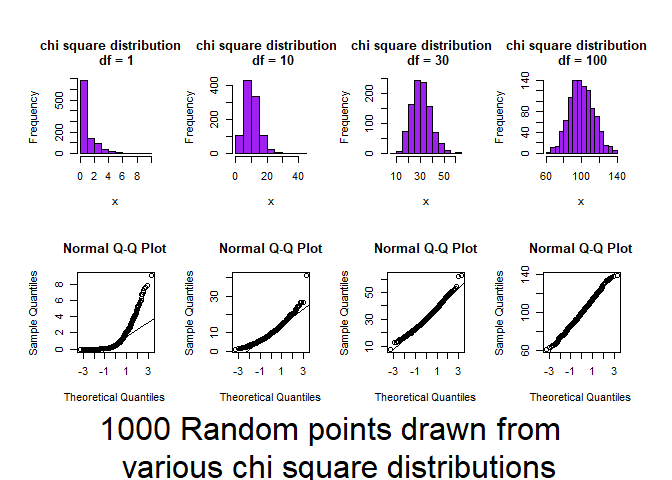 chi square distribution
df = 1
chi square distribution
df = 10
chi square distribution
df = 30
chi square distribution
df = 100
Frequency
0 200 500
0 2 4 6 8
x
Frequency
0 200 400
0 20 40
x
Frequency
0 100 250
10 30 50
x
Frequency
0 40 80 140
60 100 140
x
Normal Q-Q Plot
Sample Quantiles
0 2 4 6 8
-3 -1 1 3
Theoretical Quantiles
Normal Q-Q Plot
Sample Quantiles
0 10 30
-3 -1 1 3
Theoretical Quantiles
Normal Q-Q Plot
Sample Quantiles
10 30 50
-3 -1 1 3
Theoretical Quantiles
Normal Q-Q Plot
Sample Quantiles
60 100 140
-3 -1 1 3
Theoretical Quantiles
1000 Random points drawn from
various chi square distributions